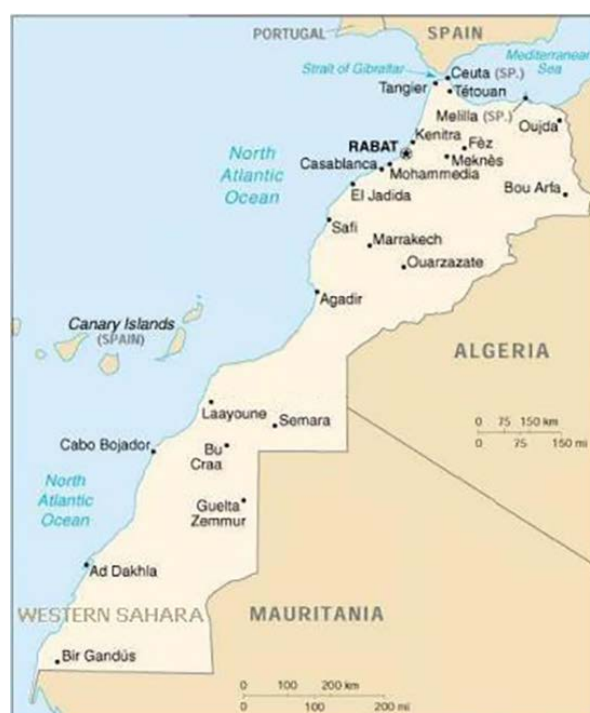 PORTUGAL
SPAIN
Strait of Gibraltar
Ceuta (SP.)
Mediterranean
Sea
Tangier
Tétouan
Melilla (SP.)
Oujda
Kenitra
RABAT
Fèz
North
Atlantic
Ocean
Casablanca
Meknès
Mohammedia
El Jadida
Bou Arfa
Safi
Marrakech
Ouarzazate
Agadir
Canary Islands
(SPAIN)
ALGERIA
Laayoune
Semara
0 75 150 km
0 75 150 mi
Cabo Bojador
Bu
Craa
North
Atlantic
Ocean
Guelta
Zemmur
Ad Dakhla
WESTERN SAHARA
MAURITANIA
Bir Gandús
0 100 200 km
0 100 200 mi